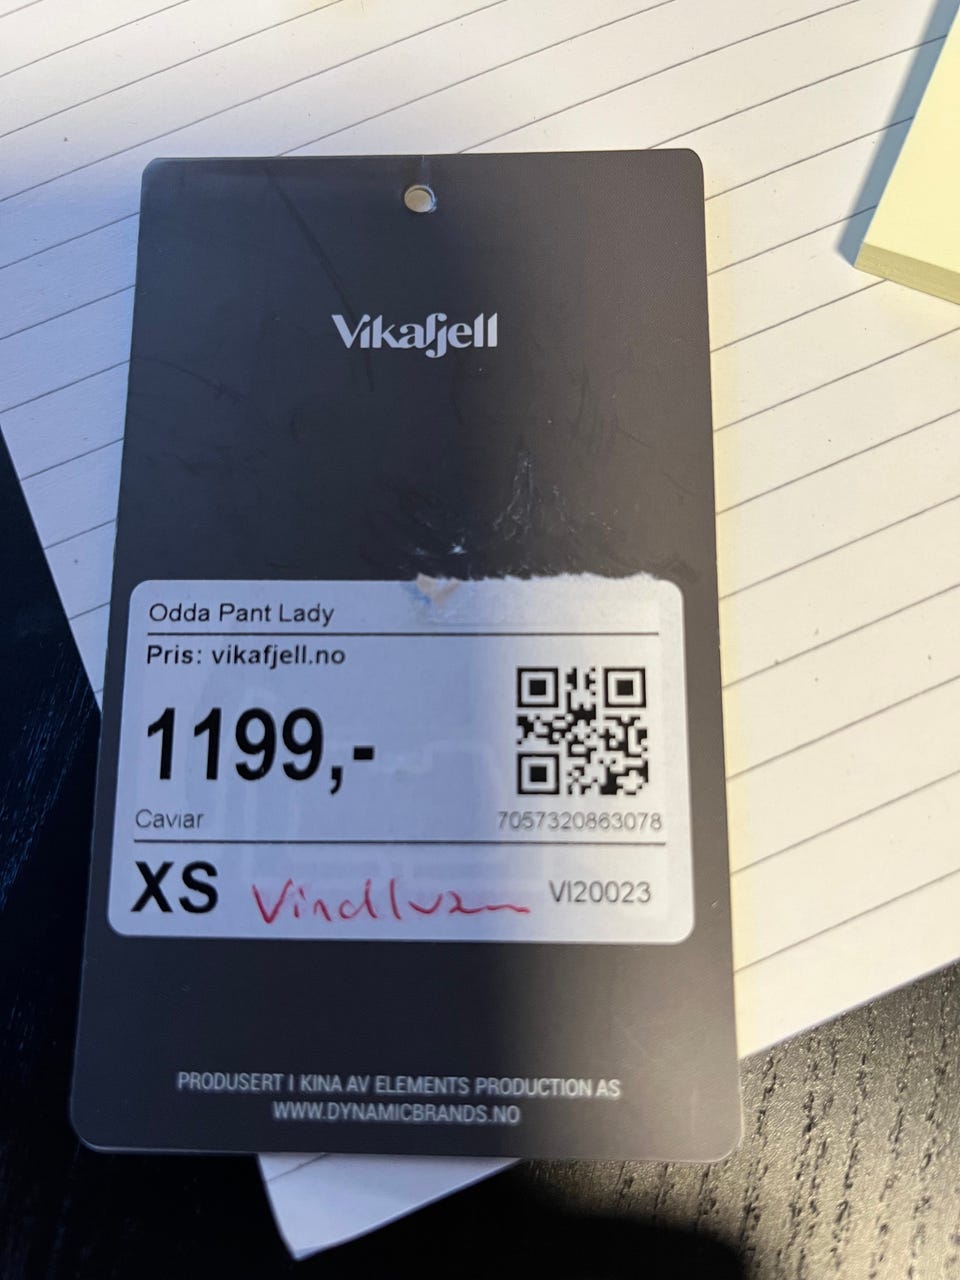 Vikafjell
Odda Pant Lady
Pris: vikafjell.no
1199,-
Caviar 7057320863078
XS VI20023
PRODUSERT I KINA AV ELEMENTS PRODUCTION AS
WWW.DYNAMICBRANDS.NO